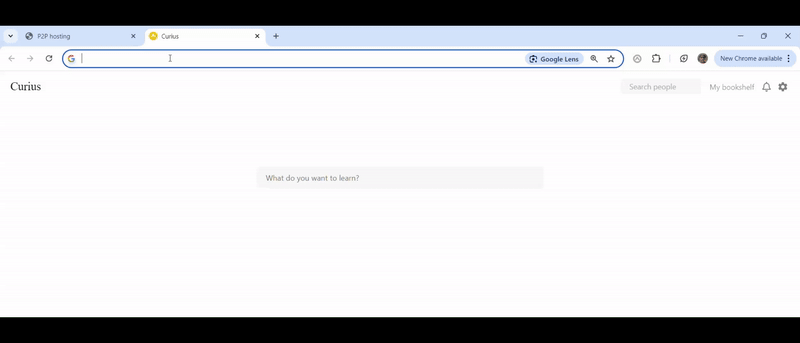 P2P hosting
Curius
Google Lens
New Chrome available
Curius
Search people
My bookshelf
What do you want to learn?